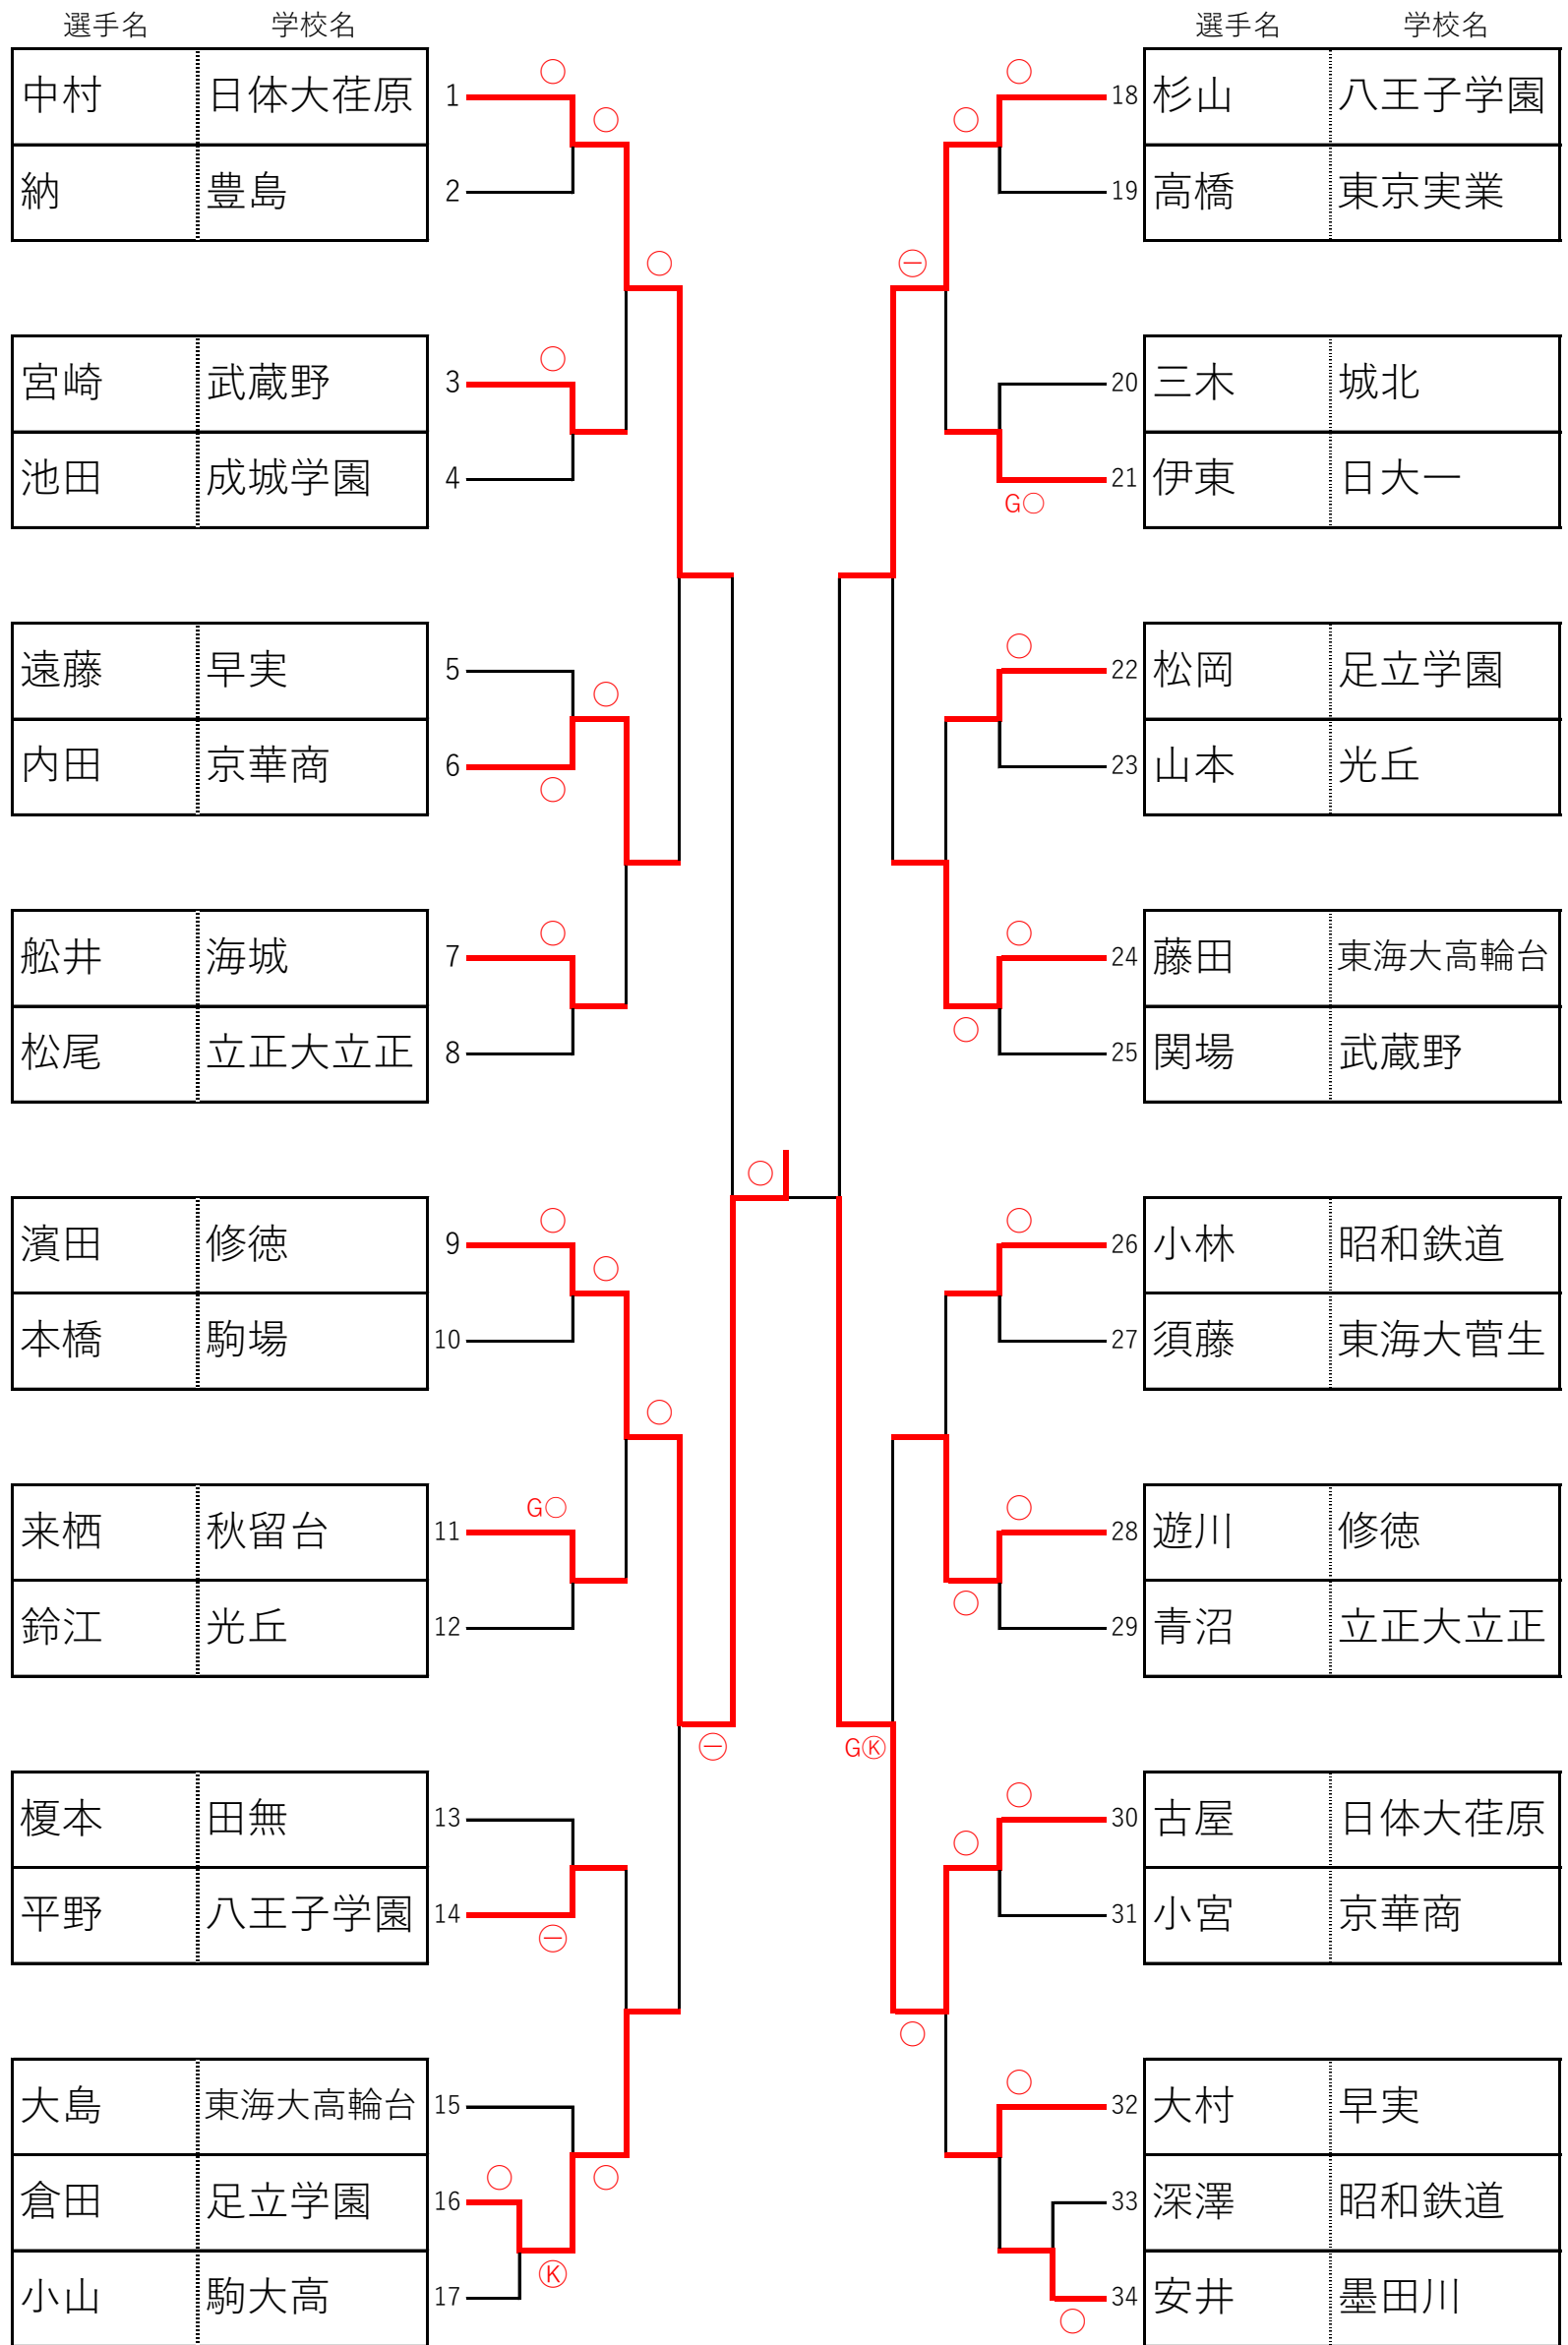 選手名 学校名
中村 日体大荏原 1
納 豊島 2
宮崎 武蔵野 3
池田 成城学園 4
遠藤 早実 5
内田 京華商 6
舩井 海城 7
松尾 立正大立正 8
濱田 修徳 9
本橋 駒場 10
来栖 秋留台 11
G○
鈴江 光丘 12
榎本 田無 13
平野 八王子学園 14
㊀
㊀
大島 東海大高輪台 15
倉田 足立学園 16
Ⓚ
小山 駒大高 17
選手名 学校名
18 杉山 八王子学園
19 高橋 東京実業
㊀
20 三木 城北
21 伊東 日大一
G○
22 松岡 足立学園
23 山本 光丘
24 藤田 東海大高輪台
25 関場 武蔵野
26 小林 昭和鉄道
27 須藤 東海大菅生
28 遊川 修徳
29 青沼 立正大立正
GⓀ
30 古屋 日体大荏原
31 小宮 京華商
32 大村 早実
33 深澤 昭和鉄道
34 安井 墨田川